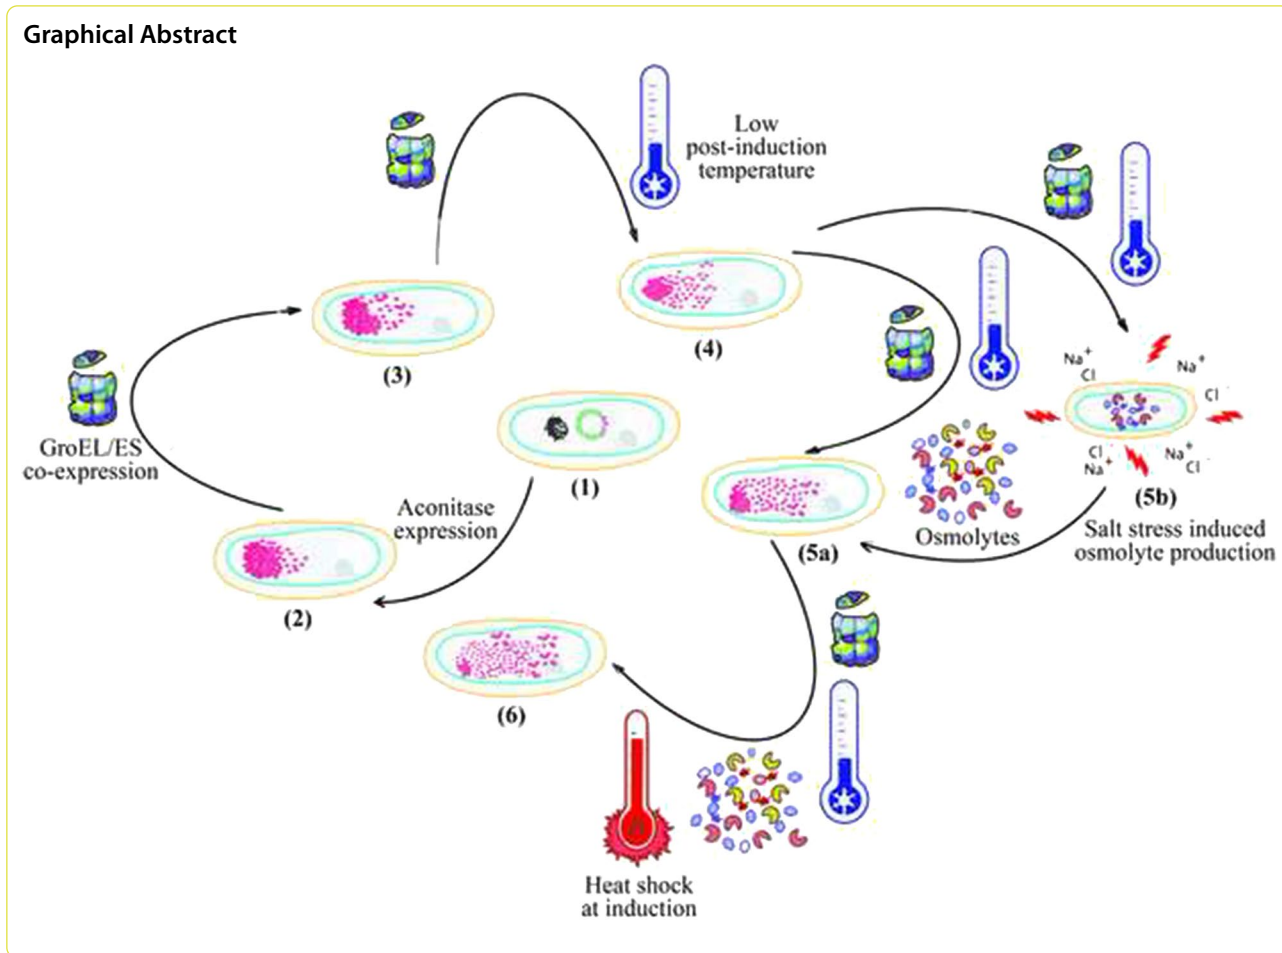 Graphical Abstract
Low
post-induction
temperature
(3)
(4)
GroEL/ES
co-expression
(1)
Aconitase
expression
(2)
Na+
Cl
Na+
Cl
Cl
Na+
Na+
Cl
(5b)
Salt stress induced
osmolyte production
Osmolytes
(5a)
(6)
Heat shock
at induction